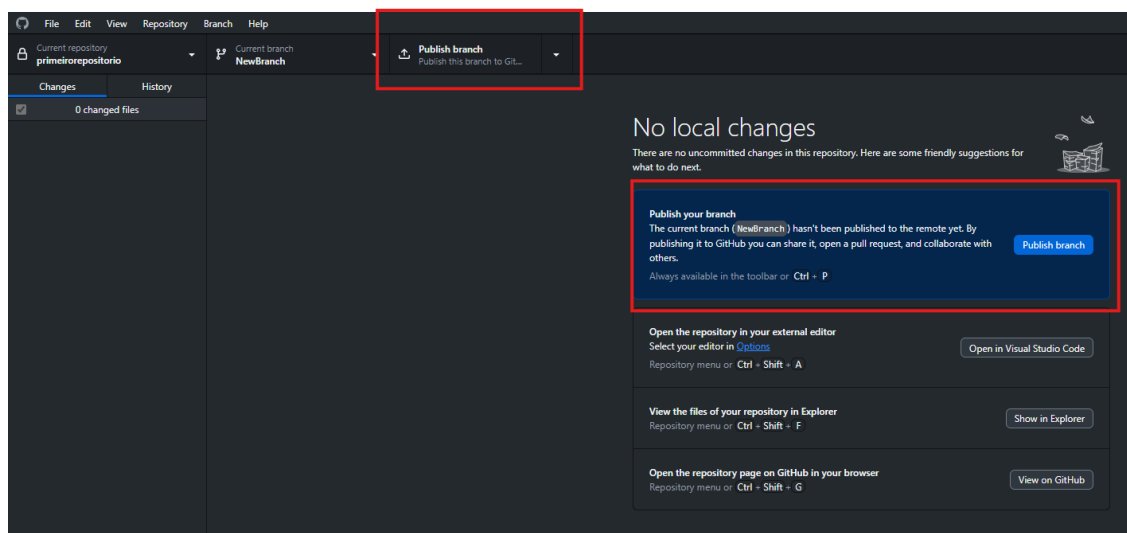 File Edit View Repository Branch Help
Current repository
primeirorepositorio
Current branch
NewBranch
Publish branch
Publish this branch to Git...
Changes History
0 changed files
No local changes
There are no uncommitted changes in this repository. Here are some friendly suggestions for
what to do next.
Publish your branch
The current branch (NewBranch) hasn't been published to the remote yet. By
publishing it to GitHub you can share it, open a pull request, and collaborate with
others.
Publish branch
Always available in the toolbar or Ctrl + P
Open the repository in your external editor
Select your editor in Options
Repository menu or Ctrl + Shift + A
Open in Visual Studio Code
View the files of your repository in Explorer
Repository menu or Ctrl + Shift + F
Show in Explorer
Open the repository page on GitHub in your browser
Repository menu or Ctrl + Shift + G
View on GitHub